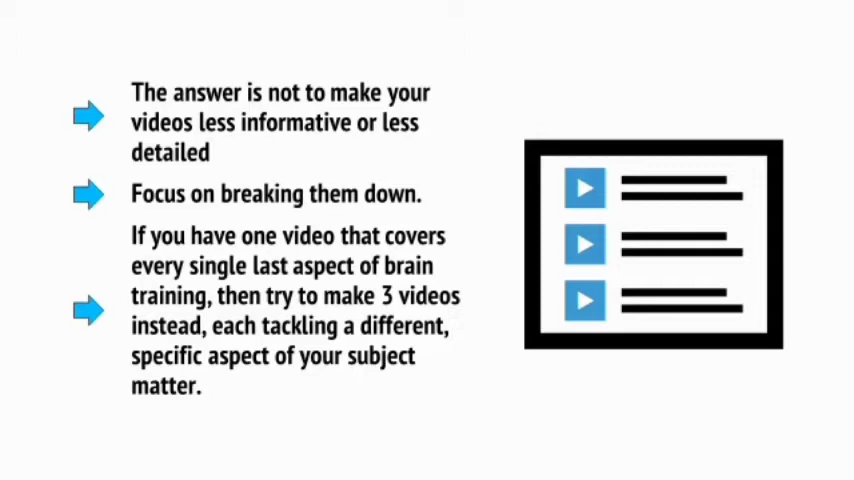 The answer is not to make your
videos less informative or less
detailed
Focus on breaking them down.
If you have one video that covers
every single last aspect of brain
training, then try to make 3 videos
instead, each tackling a different,
specific aspect of your subject
matter.